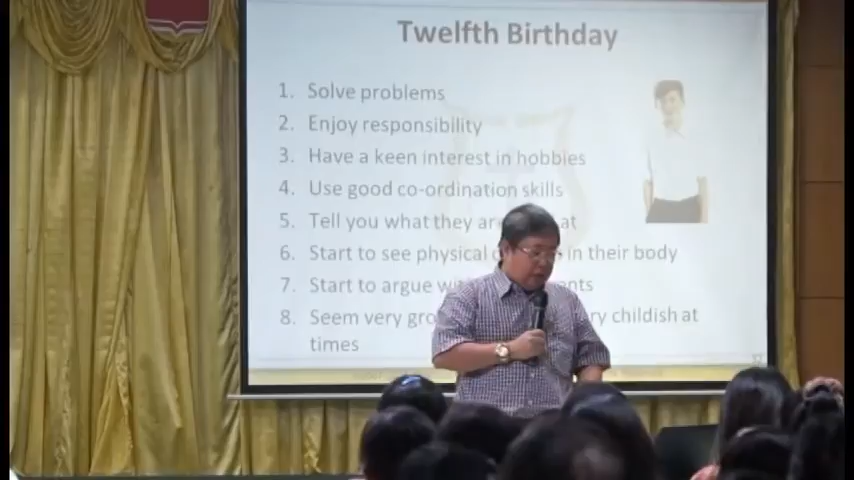 Twelfth Birthday
1. Solve problems
2. Enjoy responsibility
3. Have a keen interest in hobbies
4. Use good co-ordination skills
5. Tell you what they at
6. Start to see physical in their body
7. Start to argue
8. Seem very childish at
times